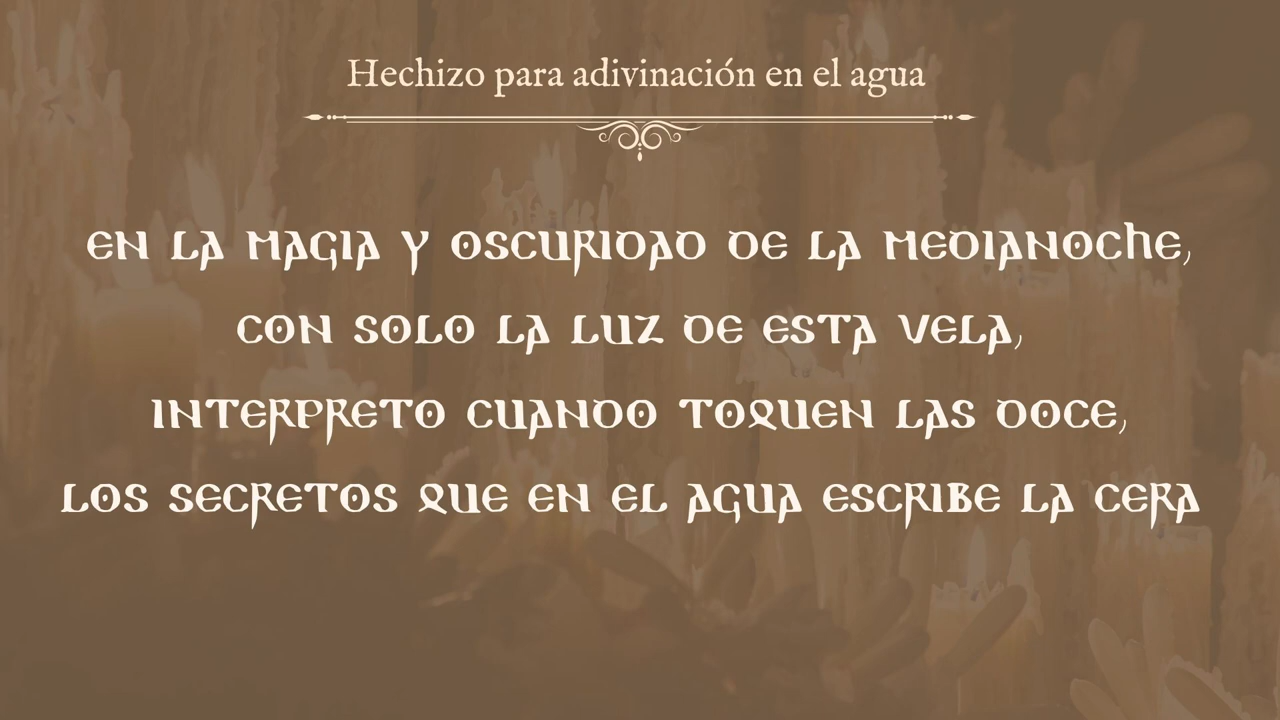 Hechizo para adivinación en el agua
EN LA MAGIA Y OSCURIDAD DE LA MEDIANOCHE,
CON SOLO LA LUZ DE ESTA VELA,
INTERPRETO CUANDO TOQUEN LAS DOCE,
LOS SECRETOS QUE EN EL AGUA ESCRIBE LA CERA